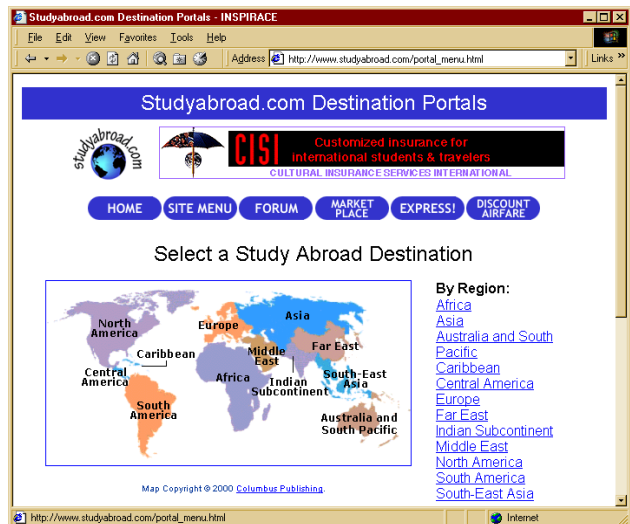 Studyabroad.com Destination Portals - INSPIRACE
File Edit View Favorites Tools Help
Address http://www.studyabroad.com/portal_menu.html Links »
Studyabroad.com Destination Portals
studyabroad.com
CISI
Customized insurance for
international students & travelers
CULTURAL INSURANCE SERVICES INTERNATIONAL
HOME
SITE MENU
FORUM
MARKET
PLACE
EXPRESS!
DISCOUNT
AIRFARE
Select a Study Abroad Destination
North
America
Europe
Asia
Caribbean
Middle
East
Far East
Central
America
Africa
Indian
Subcontinent
South-East
Asia
South
America
Australia and
South Pacific
Map Copyright © 2000 Columbus Publishing.
By Region:
Africa
Asia
Australia and South
Pacific
Caribbean
Central America
Europe
Far East
Indian Subcontinent
Middle East
North America
South America
South-East Asia
http://www.studyabroad.com/portal_menu.html Internet